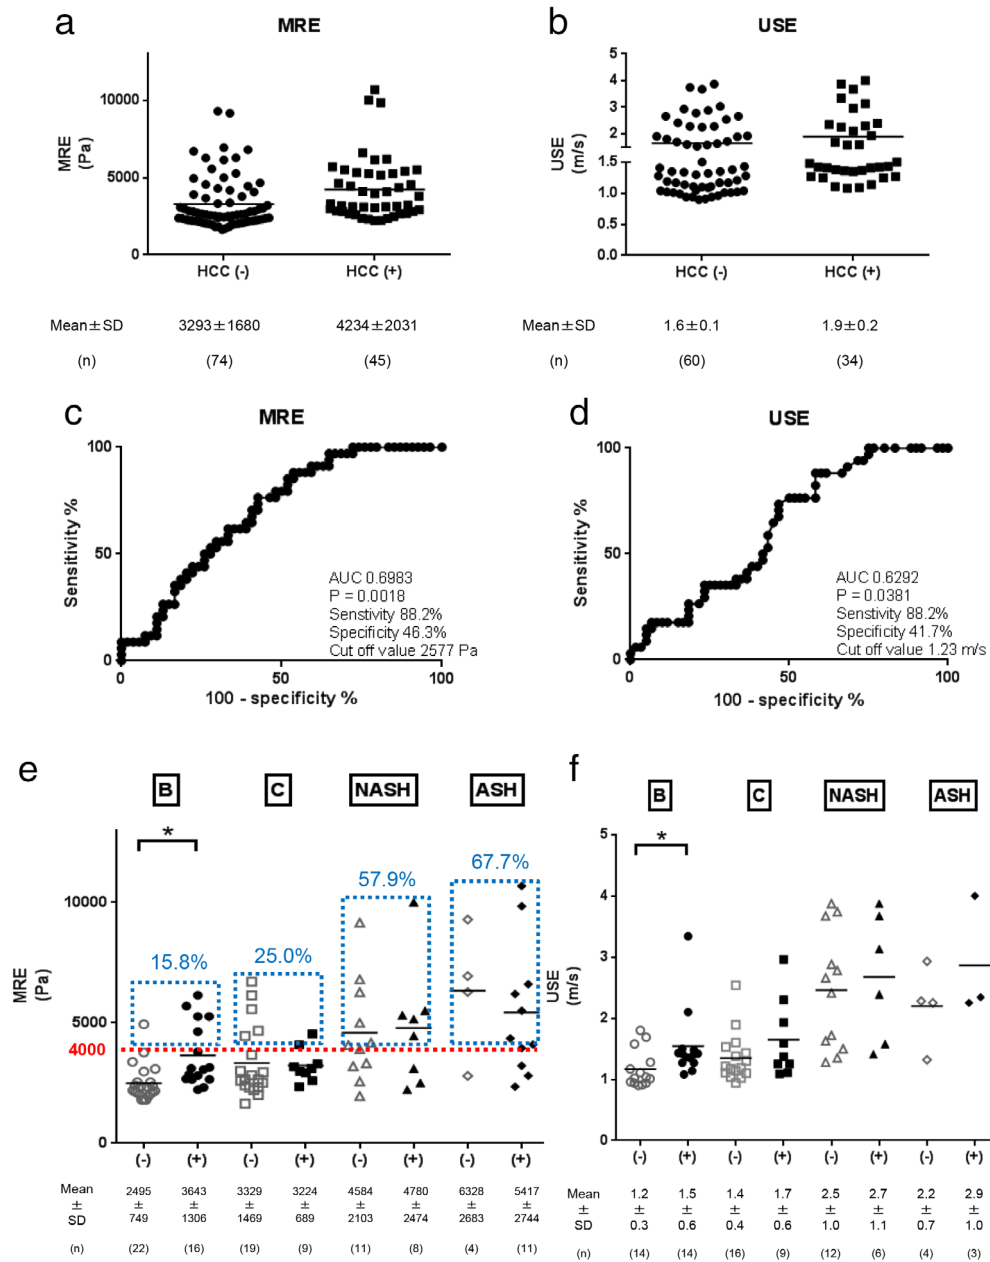 a
MRE
MRE
(Pa)
10000
5000
0
HCC (-)
HCC (+)
Mean±SD
3293±1680
4234±2031
(n)
(74)
(45)
b
USE
USE
(m/s)
5
4
3
2
1.5
1.0
0.5
0.0
HCC (-)
HCC (+)
Mean±SD
1.6±0.1
1.9±0.2
(n)
(60)
(34)
c
MRE
Sensitivity %
100
50
0
AUC 0.6983
P = 0.0018
Senstivity 88.2%
Specificity 46.3%
Cut off value 2577 Pa
0
50
100
100 - specificity %
d
USE
Sensitivity %
100
50
0
AUC 0.6292
P = 0.0381
Senstivity 88.2%
Specificity 41.7%
Cut off value 1.23 m/s
0
50
100
100 - specificity %
e
B
C
NASH
ASH
*
15.8%
25.0%
57.9%
67.7%
MRE
(Pa)
10000
5000
4000
0
(-) (+) (-) (+) (-) (+) (-) (+)
Mean 2495 3643 3329 3224 4584 4780 6328 5417
± ± ± ± ± ± ± ± ±
SD 749 1306 1469 689 2103 2474 2683 2744
(n) (22) (16) (19) (9) (11) (8) (4) (11)
f
B
C
NASH
ASH
*
USE
(m/s)
5
4
3
2
1
0
(-) (+) (-) (+) (-) (+) (-) (+)
Mean 1.2 1.5 1.4 1.7 2.5 2.7 2.2 2.9
± ± ± ± ± ± ± ± ±
SD 0.3 0.6 0.4 0.6 1.0 1.1 0.7 1.0
(n) (14) (14) (16) (9) (12) (6) (4) (3)